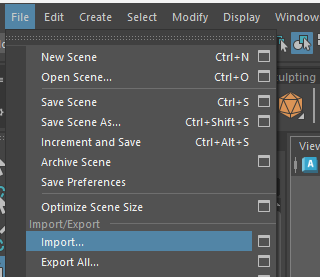 File Edit Create Select Modify Display Window
New Scene Ctrl+N
Open Scene... Ctrl+O
Save Scene Ctrl+S
Save Scene As... Ctrl+Shift+S
Increment and Save Ctrl+Alt+S
Archive Scene
Save Preferences
Optimize Scene Size
Import/Export
Import...
Export All...
culpting
View
A